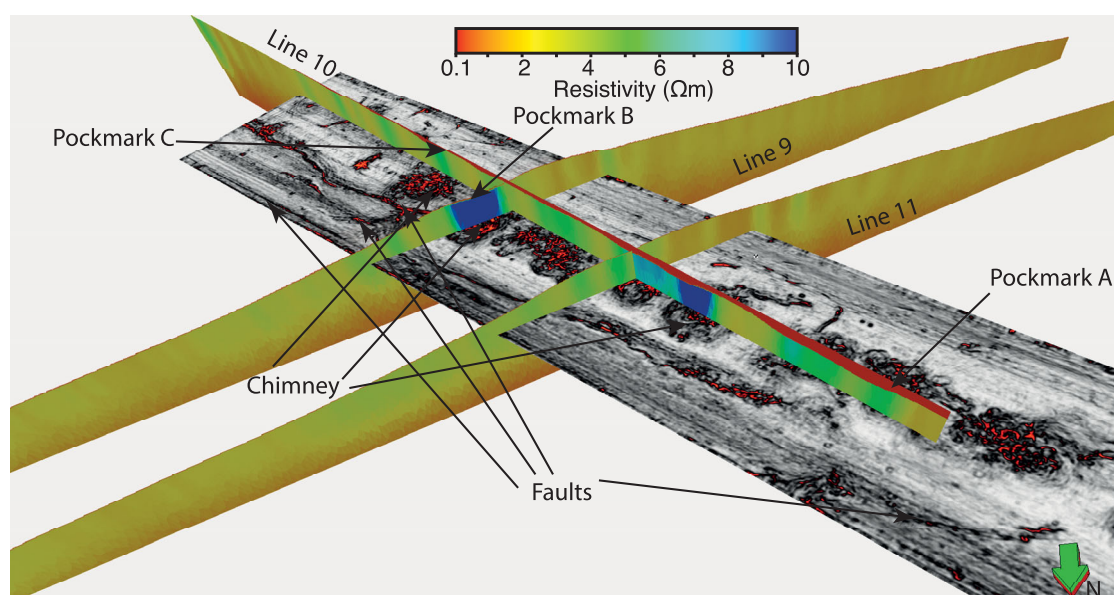 Line 10
0.1 2 4 6 8 10
Resistivity (Ωm)
Pockmark C
Pockmark B
Line 9
Line 11
Pockmark A
Chimney
Faults
N